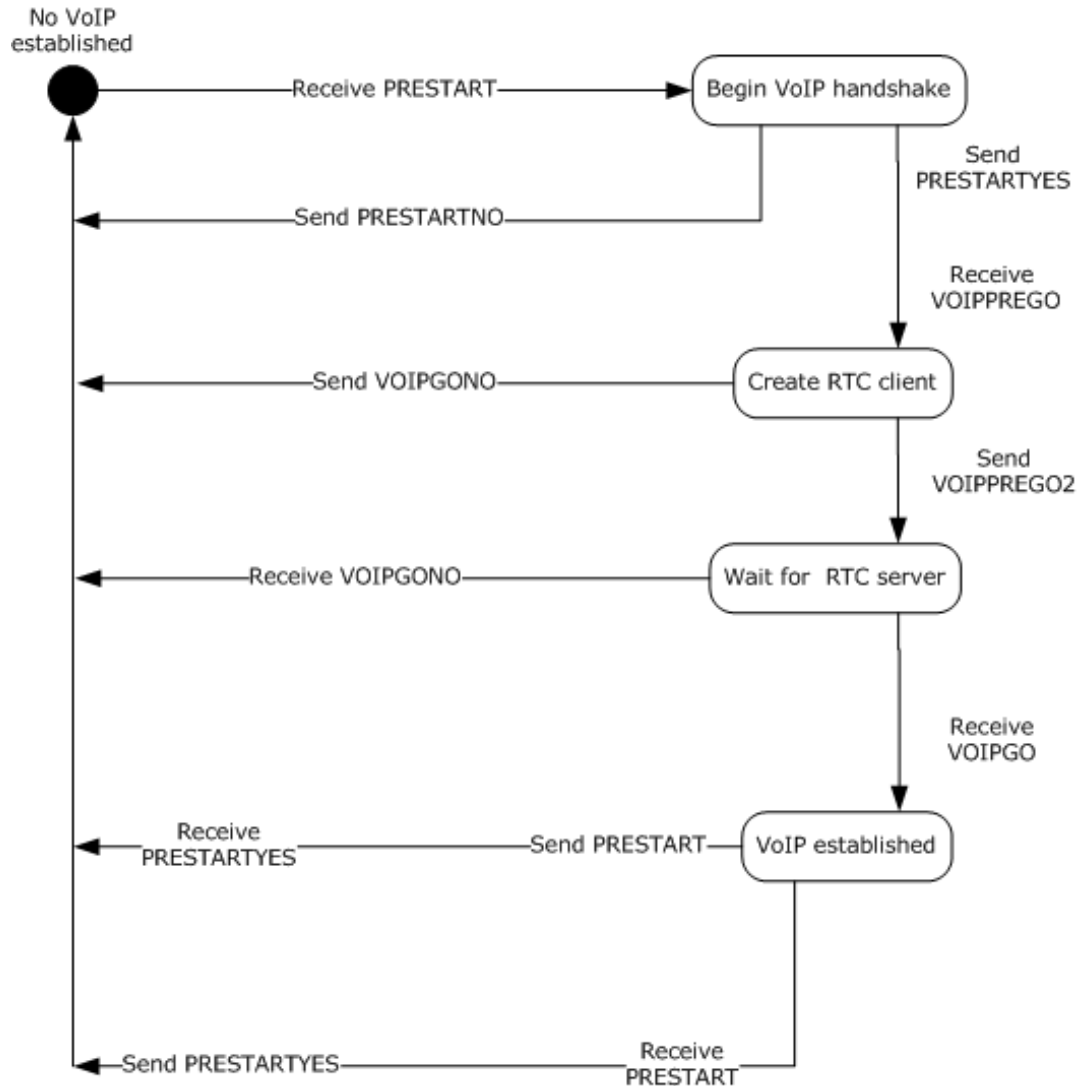 No VoIP
established
Receive PRESTART
Begin VoIP handshake
Send
PRESTARTYES
Send PRESTARTNO
Receive
VOIPPREGO
Send VOIPGONO
Create RTC client
Send
VOIPPREGO2
Receive VOIPGONO
Wait for RTC server
Receive
VOIPGO
Receive
PRESTARTYES
Send PRESTART
VoIP established
Send PRESTARTYES
Receive
PRESTART